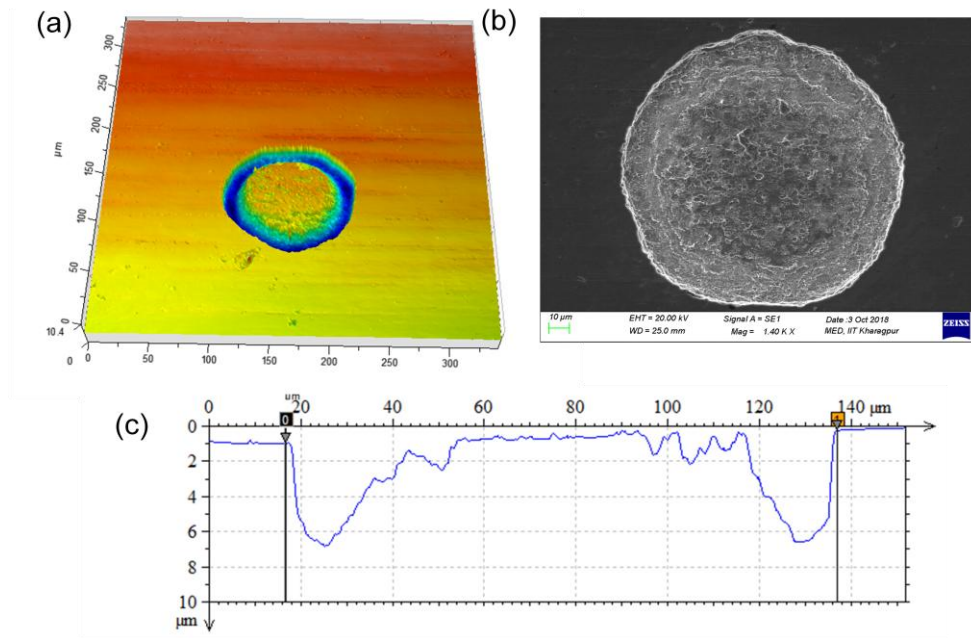 (a)
µm
300
250
200
150
100
50
0
10.4
0
0
50
100
150
200
250
300
(b)
10 µm
EHT = 20.00 kV
Signal A = SE1
Date :3 Oct 2018
WD = 25.0 mm
Mag = 1.40 K X
MED, IIT Kharagpur
ZEISS
(c)
µm
0 20 40 60 80 100 120 140 µm
0
1
0
2
4
6
8
10
µm